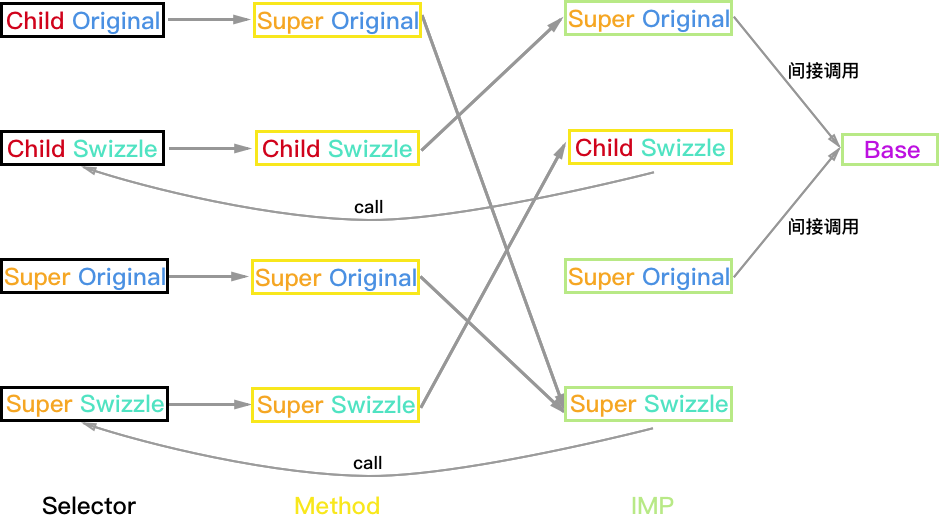 Child Original
Super Original
Super Original
间接调用
Child Swizzle
Child Swizzle
Child Swizzle
Base
call
间接调用
Super Original
Super Original
Super Original
Super Swizzle
Super Swizzle
Super Swizzle
call
Selector
Method
IMP